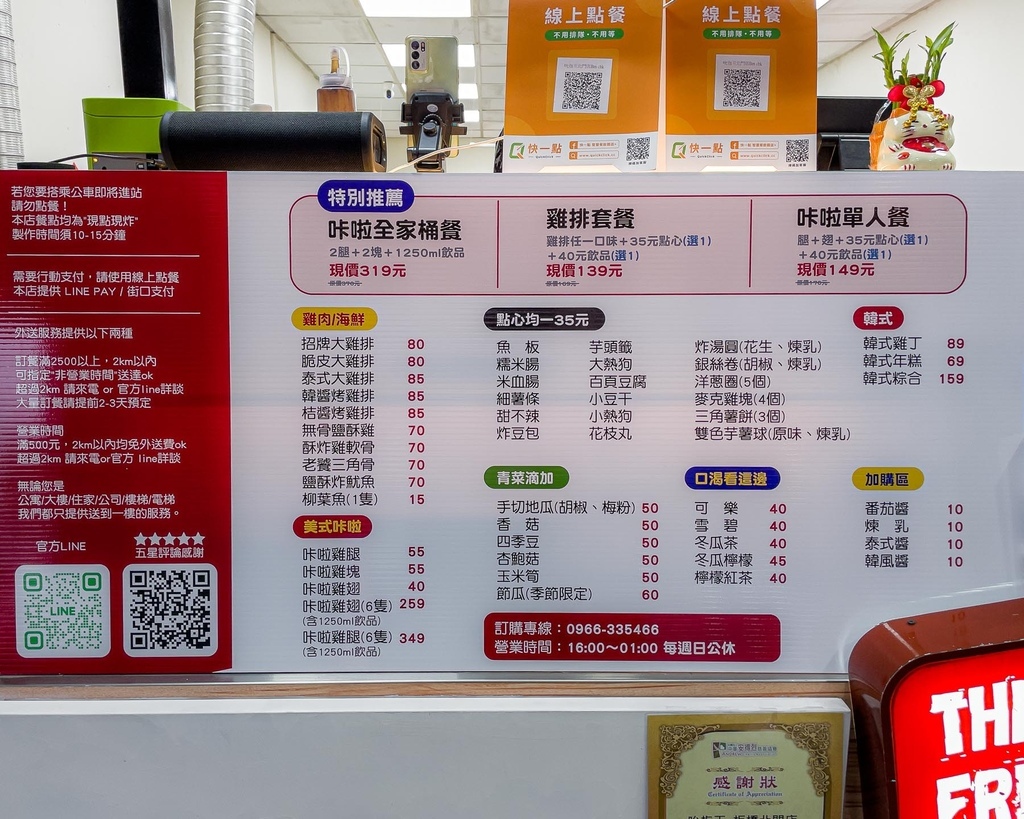 線上點餐
不用排隊・不用等
快一點
線上點餐
不用排隊・不用等
快一點
若您要搭乘公車即將進站
請勿點餐！
本店餐點均為"現點現炸"
製作時間須10-15分鐘
需要行動支付，請使用線上點餐
本店提供 LINE PAY / 街口支付
外送服務提供以下兩種
訂餐滿2500以上，2km以內
可指定"非營業時間"送達ok
超過2km 請來電 or 官方line詳談
大量訂餐請提前2-3天預定
營業時間
滿500元，2km以內均免外送費ok
超過2km 請來電or官方 line詳談
無論您是
公寓/大樓/住家/公司/樓梯/電梯
我們都只提供送到一樓的服務。
官方LINE
五星評論感謝
LINE
特別推薦
咔啦全家桶餐
2腿＋2塊＋1250ml飲品
現價319元
雞排套餐
雞排任一口味＋35元點心(選1)
＋40元飲品(選1)
現價139元
咔啦單人餐
腿＋翅＋35元點心(選1)
＋40元飲品(選1)
現價149元
雞肉/海鮮
招牌大雞排 80
脆皮大雞排 80
泰式大雞排 85
韓醬烤雞排 85
桔醬烤雞排 85
無骨鹽酥雞 70
酥炸雞軟骨 70
老饕三角骨 70
鹽酥炸魷魚 70
柳葉魚(1隻) 15
美式咔啦
咔啦雞腿 55
咔啦雞塊 55
咔啦雞翅 40
咔啦雞翅(6隻) 259
(含1250ml飲品)
咔啦雞腿(6隻) 349
(含1250ml飲品)
點心均一35元
魚 板 芋頭籤 炸湯圓(花生、煉乳)
糯米腸 大熱狗 銀絲卷(胡椒、煉乳)
米血腸 百頁豆腐 洋蔥圈(5個)
細薯條 小豆干 麥克雞塊(4個)
甜不辣 小熱狗 三角薯餅(3個)
炸豆包 花枝丸 雙色芋薯球(原味、煉乳)
韓式
韓式雞丁 89
韓式年糕 69
韓式綜合 159
青菜滴加
手切地瓜(胡椒、梅粉) 50
香 菇 50
四季豆 50
杏鮑菇 50
玉米筍 50
節瓜(季節限定) 60
口渴看這邊
可 樂 40
雪 碧 40
冬瓜茶 40
冬瓜檸檬 45
檸檬紅茶 40
加購區
番茄醬 10
煉 乳 10
泰式醬 10
韓風醬 10
訂購專線：0966-335466
營業時間：16:00～01:00 每週日公休
感謝狀
Certificate of Appreciation